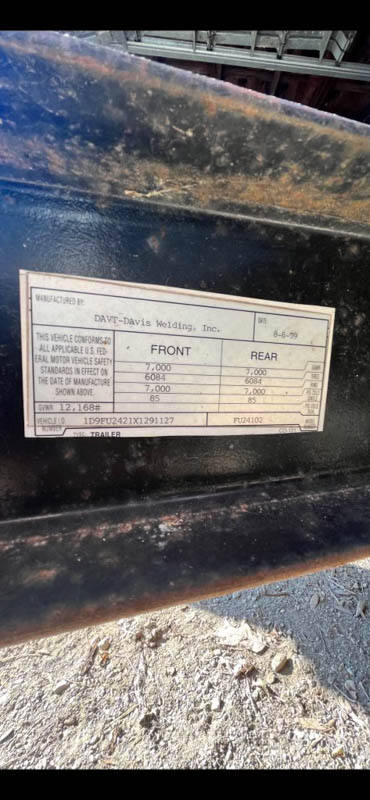 MANUFACTURED BY: DATE:
DAVT-Davis Welding, Inc. 8-6-99
THIS VEHICLE CONFORMS TO
ALL APPLICABLE U.S. FED-
ERAL MOTOR VEHICLE SAFETY
STANDARDS IN EFFECT ON
THE DATE OF MANUFACTURE
SHOWN ABOVE.
FRONT REAR
7,000 7,000 GAWR
6084 6084 TIRES
7,000 7,000
85 85
GVWR 12,168#
VEHICLE I.D. NUMBER 1D9FU2421X1291127 FU24102
TYPE: TRAILER